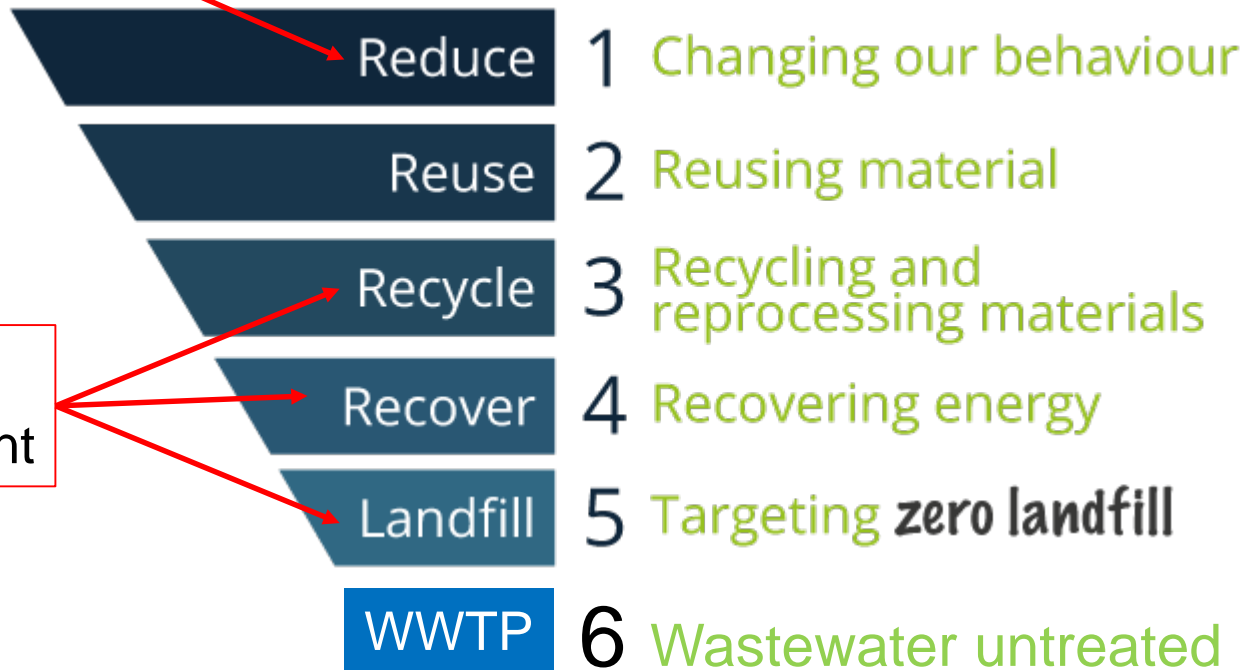 Reduce 1 Changing our behaviour
Reuse 2 Reusing material
Recycle 3 Recycling and
reprocessing materials
nt
Recover 4 Recovering energy
Landfill 5 Targeting zero landfill
WWTP 6 Wastewater untreated